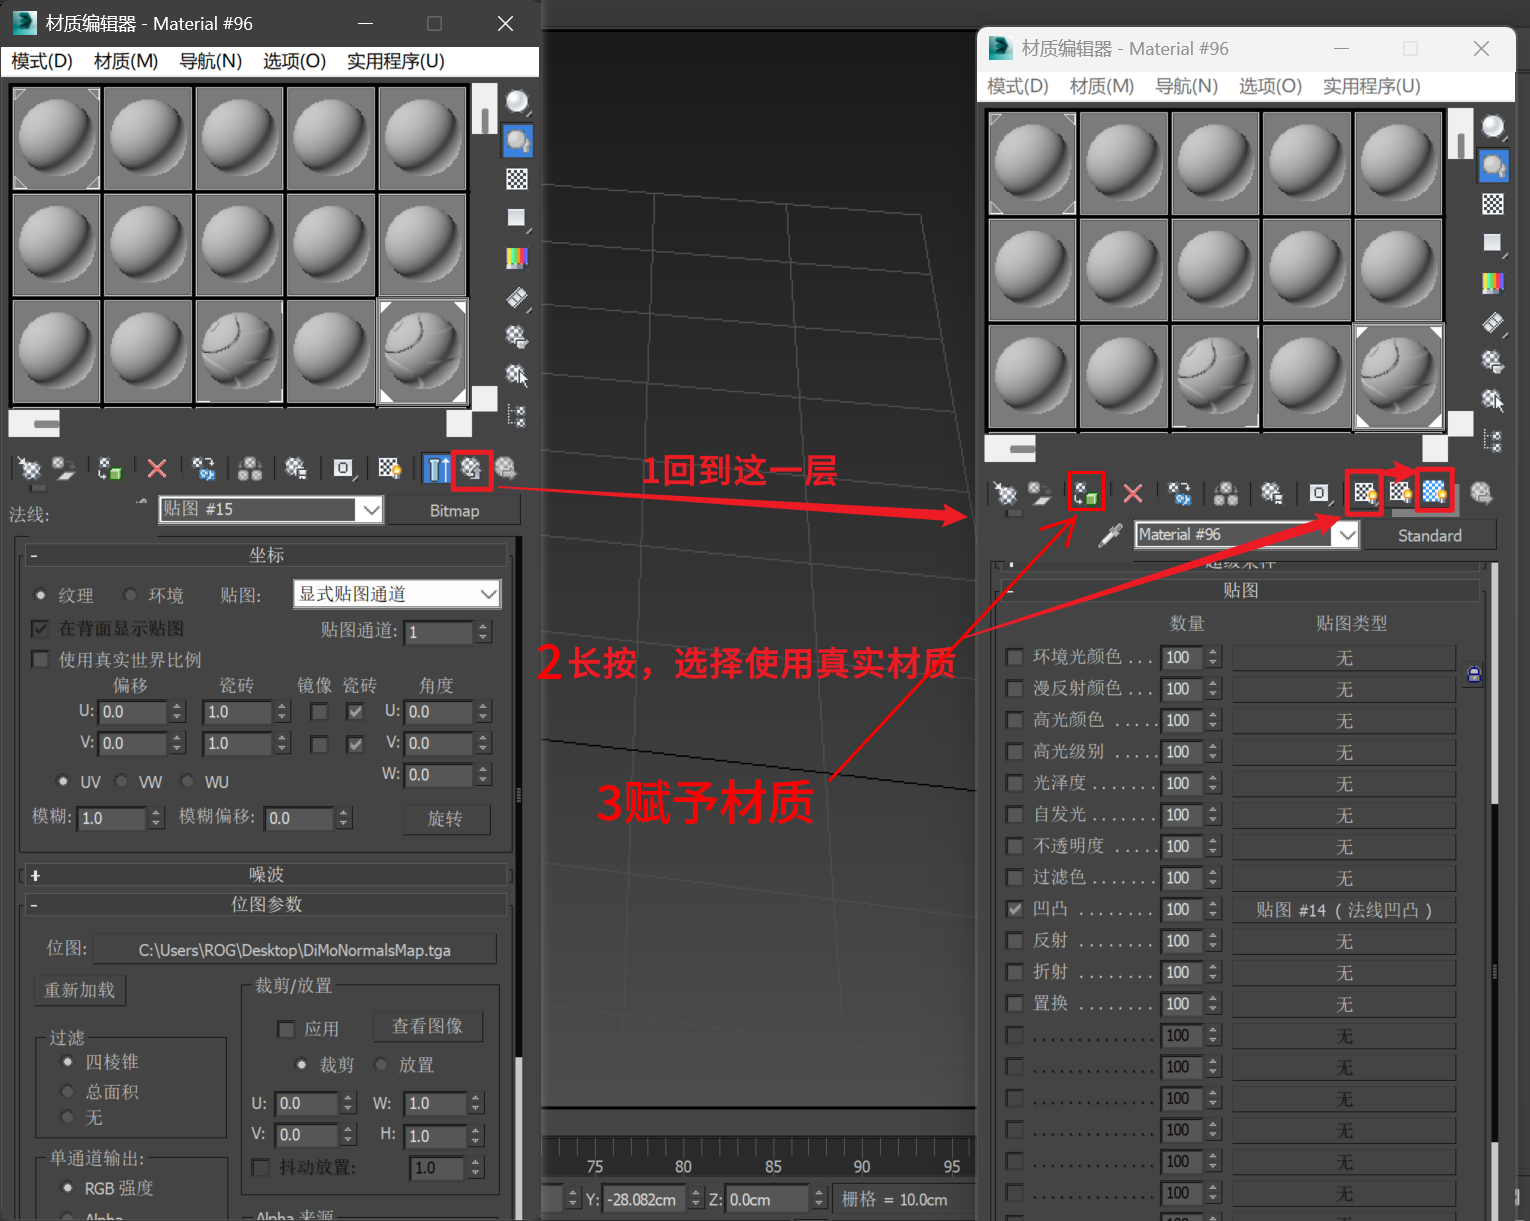 材质编辑器 - Material #96
模式(D) 材质(M) 导航(N) 选项(O) 实用程序(U)
法线: 贴图 #15 Bitmap
- 坐标
纹理 环境 贴图: 显式贴图通道
在背面显示贴图 贴图通道: 1
使用真实世界比例
偏移 瓷砖 镜像 瓷砖 角度
U: 0.0 1.0 U: 0.0
V: 0.0 1.0 V: 0.0
W: 0.0
UV VW WU
模糊: 1.0 模糊偏移: 0.0 旋转
+ 噪波
- 位图参数
位图: C:\Users\ROG\Desktop\DiMoNormalsMap.tga
重新加载
裁剪/放置
应用 查看图像
裁剪 放置
U: 0.0 W: 1.0
V: 0.0 H: 1.0
抖动放置: 1.0
过滤
四棱锥
总面积
无
单通道输出:
RGB 强度
Alpha
Alpha 来源
1回到这一层
2长按，选择使用真实材质
3赋予材质
75 80 85 90 95
Y: -28.082cm Z: 0.0cm 栅格 = 10.0cm
材质编辑器 - Material #96
模式(D) 材质(M) 导航(N) 选项(O) 实用程序(U)
Material #96 Standard
超级采样
- 贴图
数量 贴图类型
环境光颜色 . . . 100 无
漫反射颜色 . . . 100 无
高光颜色 . . . . . 100 无
高光级别 . . . . . 100 无
光泽度 . . . . . . . 100 无
自发光 . . . . . . . 100 无
不透明度 . . . . . 100 无
过滤色 . . . . . . . 100 无
凹凸 . . . . . . . . 100 贴图 #14 ( 法线凹凸 )
反射 . . . . . . . . 100 无
折射 . . . . . . . . 100 无
置换 . . . . . . . . 100 无
. . . . . . . . . . . . . 100 无
. . . . . . . . . . . . . 100 无
. . . . . . . . . . . . . 100 无
. . . . . . . . . . . . . 100 无
. . . . . . . . . . . . . 100 无
. . . . . . . . . . . . . 100 无